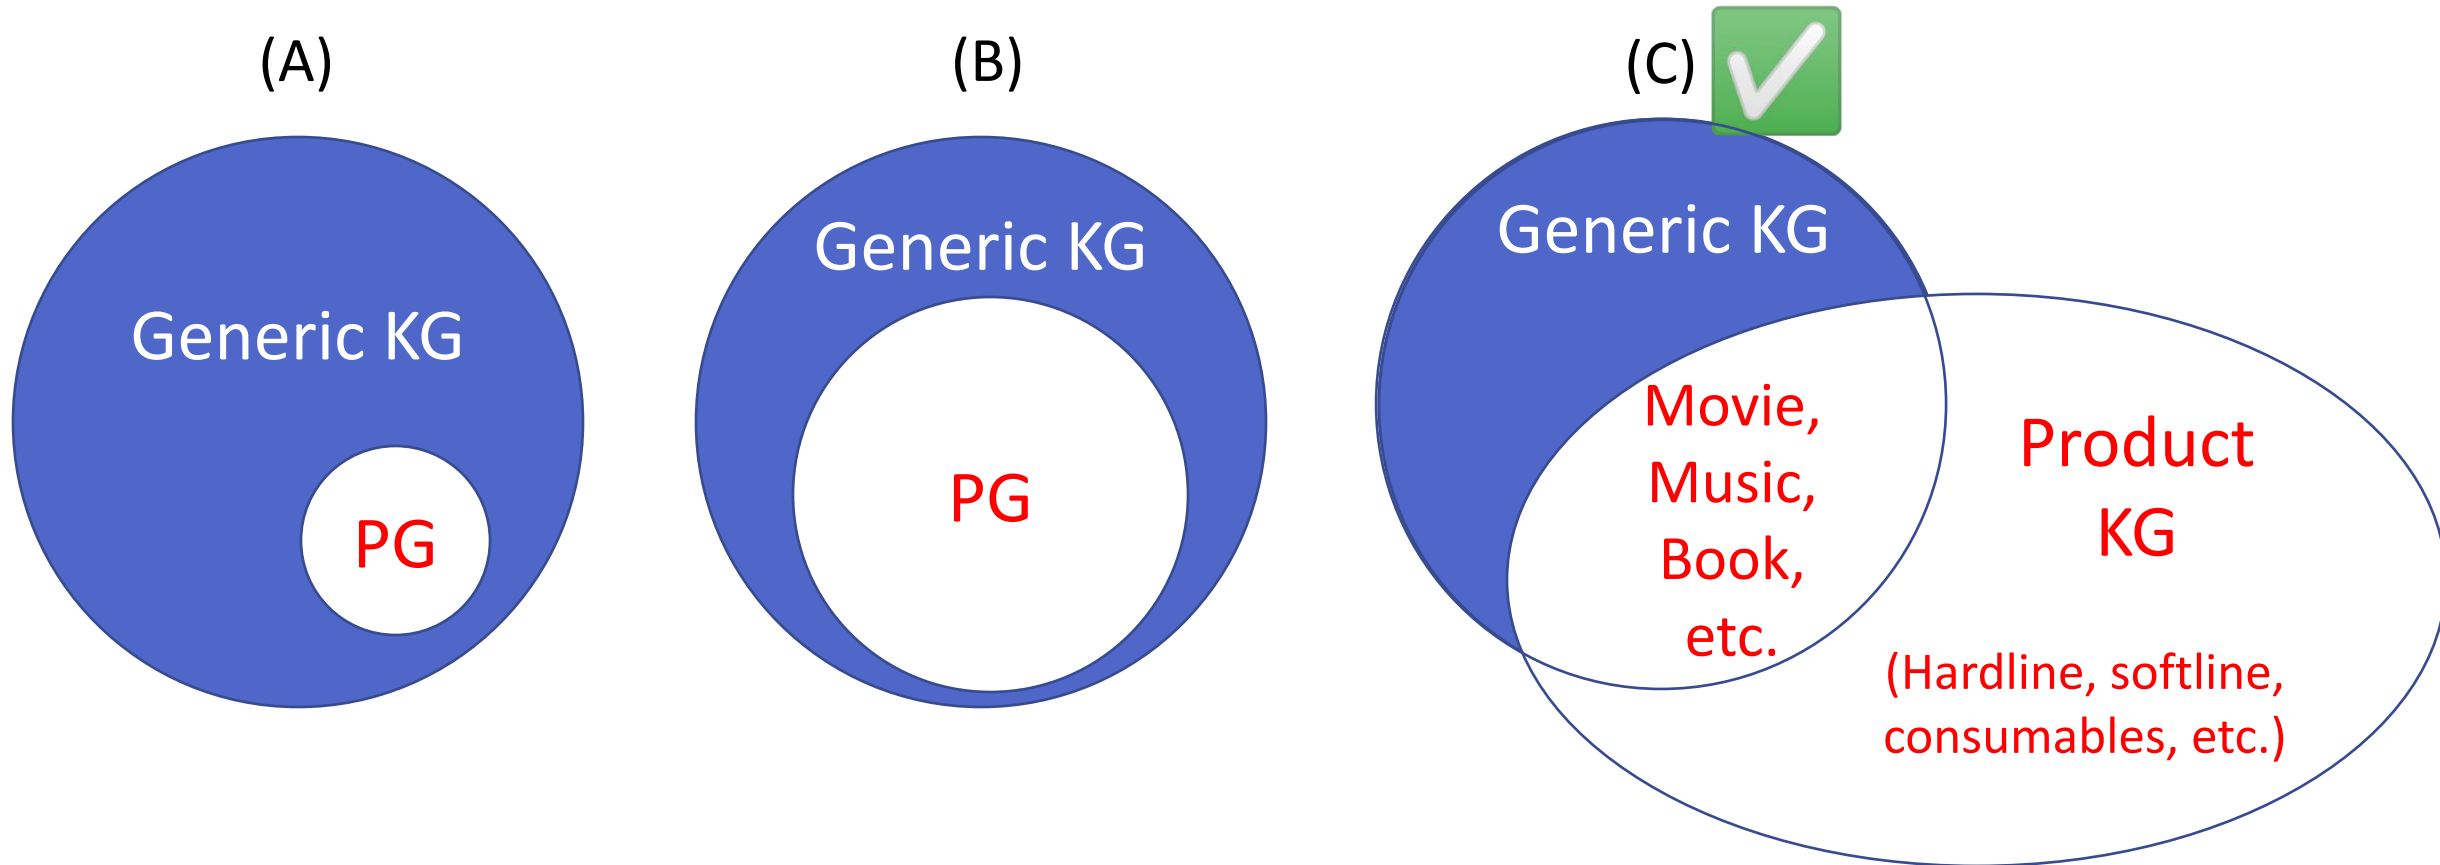 (A)
Generic KG
PG
(B)
Generic KG
PG
(C)
Generic KG
Movie,
Music,
Book,
etc.
Product
KG
(Hardline, softline,
consumables, etc.)